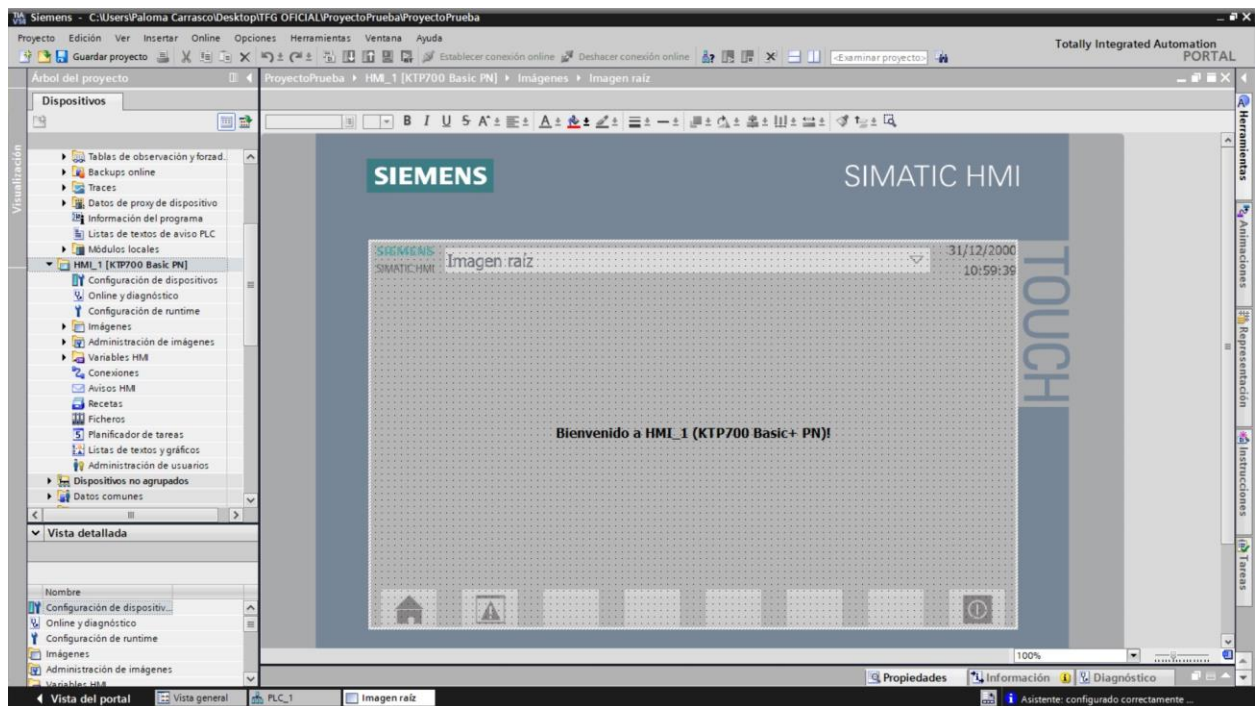 Siemens - C:\Users\Paloma Carrasco\Desktop\TFG OFICIAL\ProyectoPrueba\ProyectoPrueba
Proyecto Edición Ver Insertar Online Opciones Herramientas Ventana Ayuda
Totally Integrated Automation
PORTAL
Guardar proyecto Establecer conexión online Deshacer conexión online <Examinar proyecto>
Árbol del proyecto
ProyectoPrueba HMI_1 [KTP700 Basic PN] Imágenes Imagen raíz
Dispositivos
B I U S A
Visualización
Tablas de observación y forzad..
Backups online
Traces
Datos de proxy de dispositivo
Información del programa
Listas de textos de aviso PLC
Módulos locales
HMI_1 [KTP700 Basic PN]
Configuración de dispositivos
Online y diagnóstico
Configuración de runtime
Imágenes
Administración de imágenes
Variables HMI
Conexiones
Avisos HMI
Recetas
Ficheros
Planificador de tareas
Listas de textos y gráficos
Administración de usuarios
Dispositivos no agrupados
Datos comunes
Vista detallada
Nombre
Configuración de dispositiv...
Online y diagnóstico
Configuración de runtime
Imágenes
Administración de imágenes
Variables HMI
SIEMENS
SIMATIC HMI
SIEMENS
SIMATIC HMI
Imagen raíz
31/12/2000
10:59:39
TOUCH
Bienvenido a HMI_1 (KTP700 Basic+ PN)!
100%
Herramientas
Animaciones
Representación
Instrucciones
Tareas
Propiedades Información Diagnóstico
Vista del portal Vista general PLC_1 Imagen raíz Asistente: configurado correctamente ...